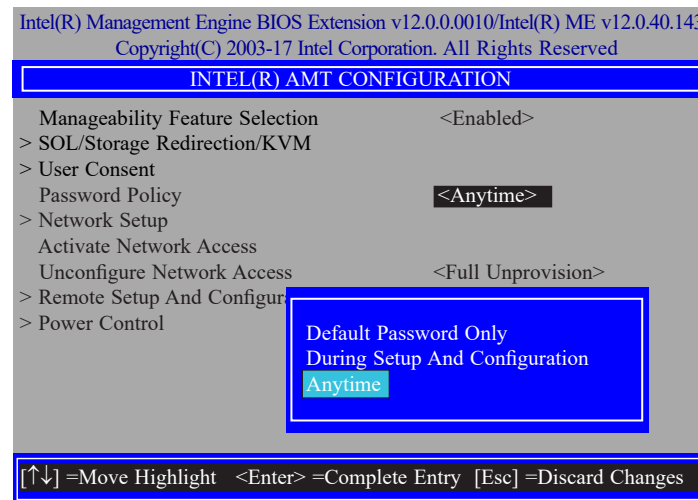 Intel(R) Management Engine BIOS Extension v12.0.0.0010/Intel(R) ME v12.0.40.143
Copyright(C) 2003-17 Intel Corporation. All Rights Reserved
INTEL(R) AMT CONFIGURATION
Manageability Feature Selection <Enabled>
> SOL/Storage Redirection/KVM
> User Consent
Password Policy <Anytime>
> Network Setup
Activate Network Access
Unconfigure Network Access <Full Unprovision>
> Remote Setup And Configura
> Power Control
Default Password Only
During Setup And Configuration
Anytime
[↑↓] =Move Highlight <Enter> =Complete Entry [Esc] =Discard Changes